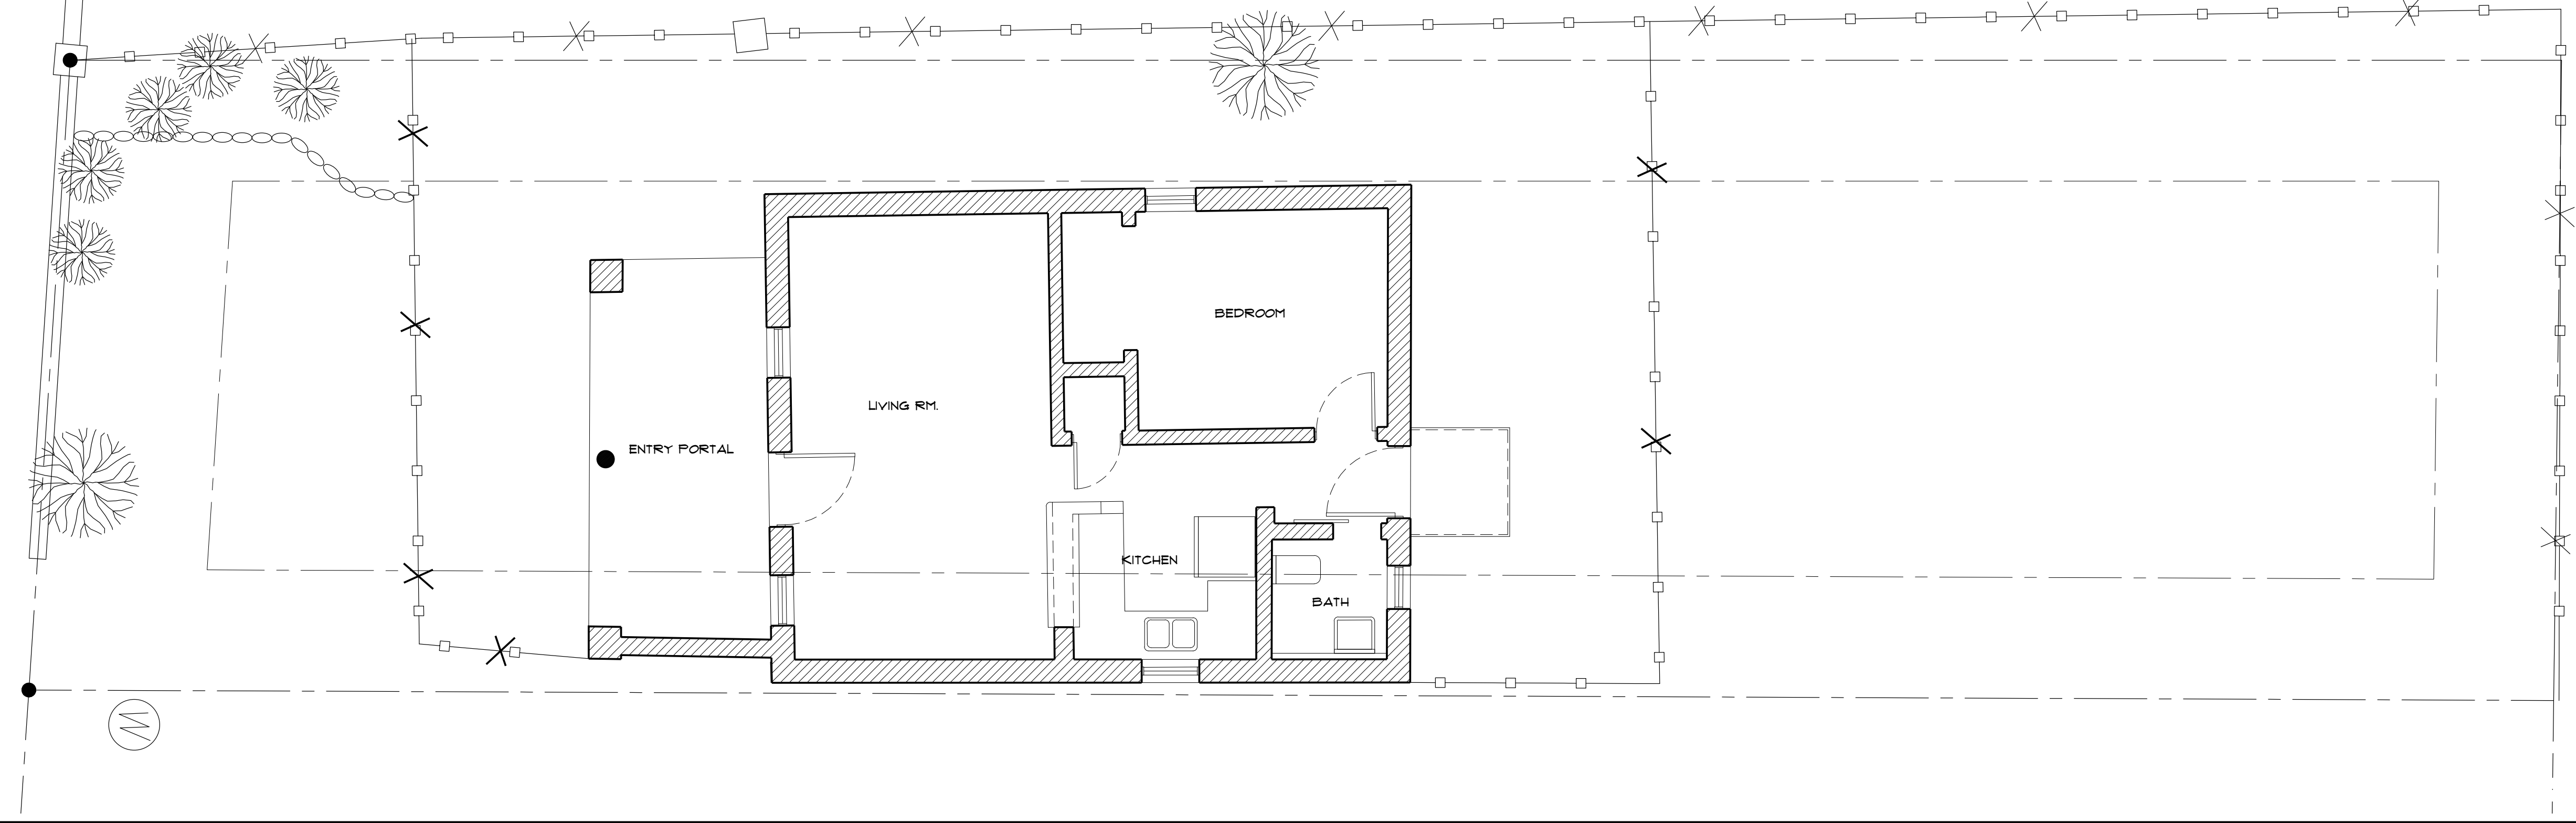 BEDROOM
LIVING RM.
ENTRY PORTAL
KITCHEN
BATH
W